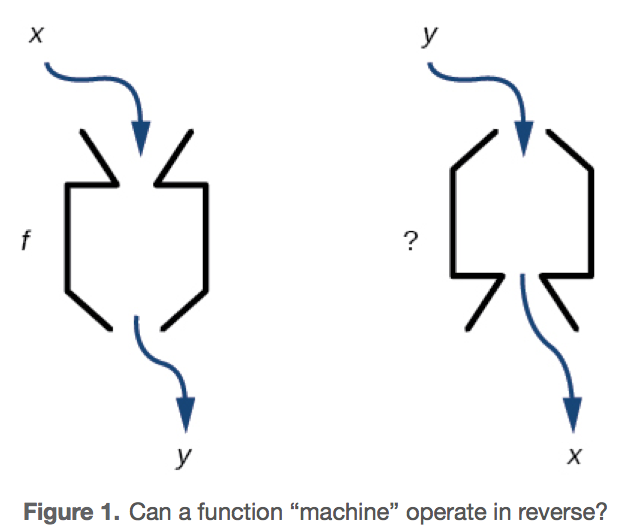 x
y
f
?
y
x
Figure 1. Can a function “machine” operate in reverse?